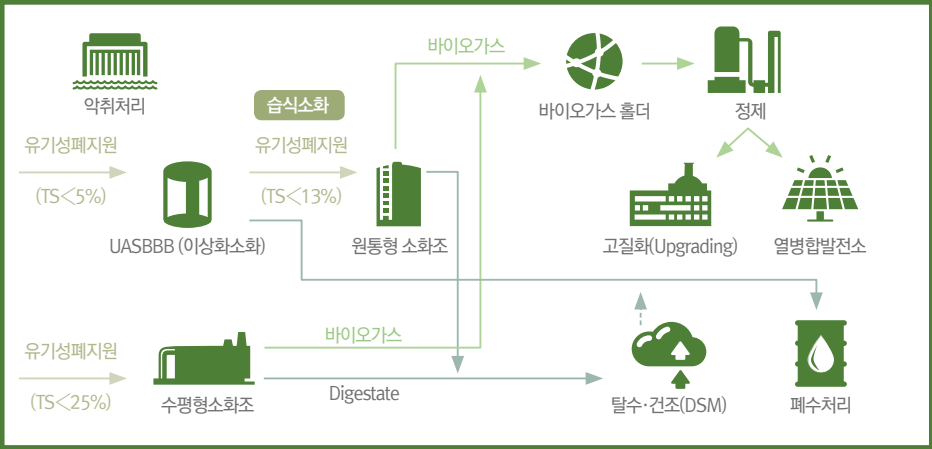 바이오가스
악취처리
습식소화
바이오가스 홀더
정제
유기성폐지원
(TS<5%)
유기성폐지원
(TS<13%)
UASBBB (이상화소화)
원통형 소화조
고질화(Upgrading)
열병합발전소
바이오가스
유기성폐지원
(TS<25%)
수평형소화조
Digestate
탈수·건조(DSM)
폐수처리